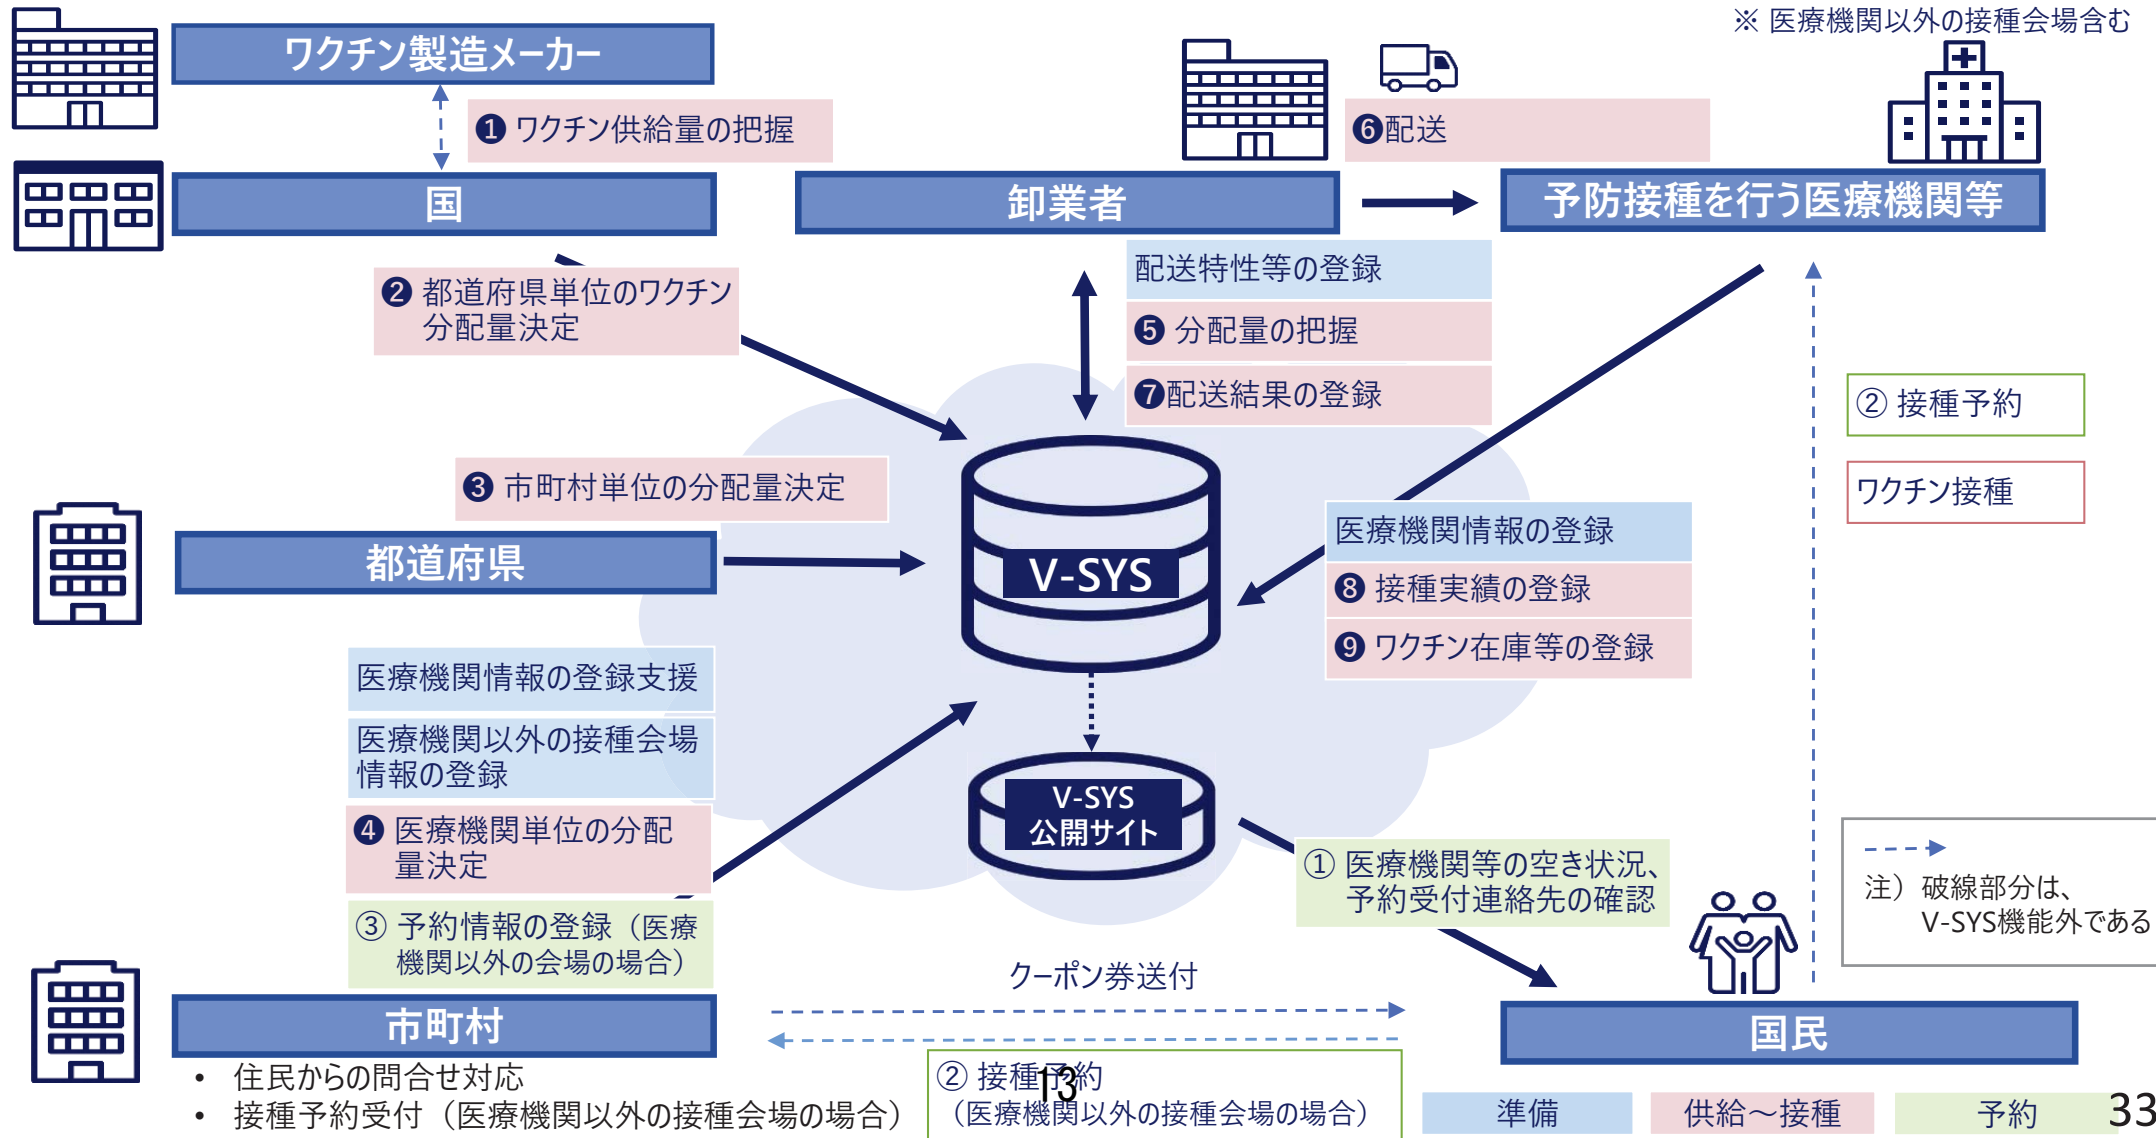 ※ 医療機関以外の接種会場含む
ワクチン製造メーカー
❶ ワクチン供給量の把握
❻配送
国
卸業者
予防接種を行う医療機関等
❷ 都道府県単位のワクチン
分配量決定
配送特性等の登録
❺ 分配量の把握
❼配送結果の登録
② 接種予約
ワクチン接種
❸ 市町村単位の分配量決定
都道府県
V-SYS
医療機関情報の登録
❽ 接種実績の登録
❾ ワクチン在庫等の登録
医療機関情報の登録支援
医療機関以外の接種会場
情報の登録
❹ 医療機関単位の分配
量決定
③ 予約情報の登録（医療
機関以外の会場の場合）
V-SYS
公開サイト
① 医療機関等の空き状況、
予約受付連絡先の確認
注）破線部分は、
V-SYS機能外である
クーポン券送付
市町村
国民
• 住民からの問合せ対応
• 接種予約受付（医療機関以外の接種会場の場合）
② 接種予約
（医療機関以外の接種会場の場合）
13
準備
供給～接種
予約
33